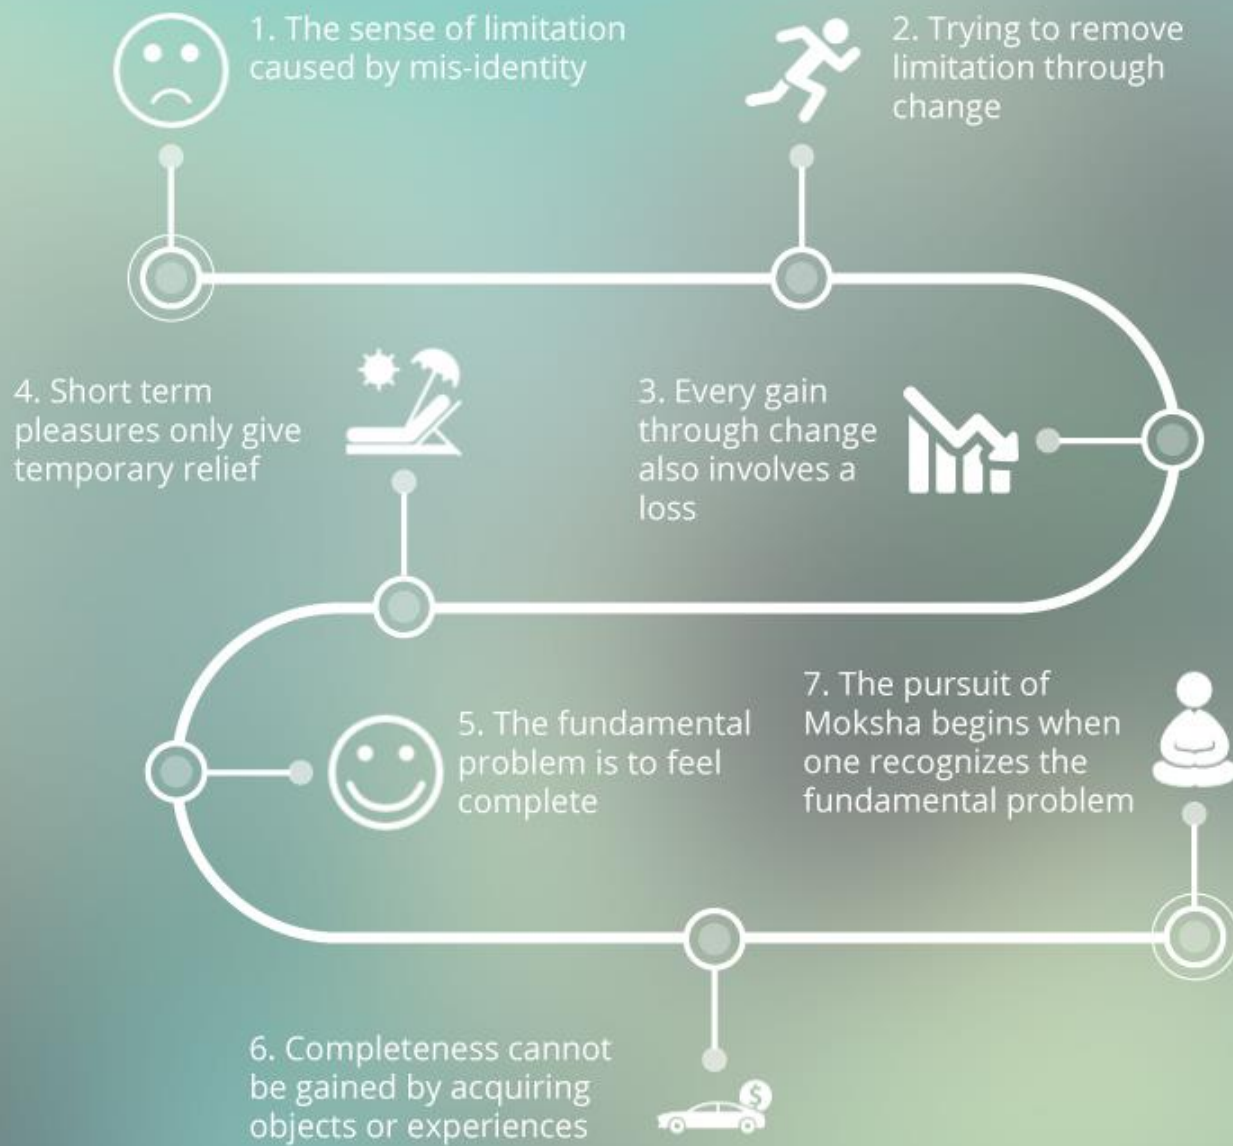 1. The sense of limitation
caused by mis-identity
2. Trying to remove
limitation through
change
3. Every gain
through change
also involves a
loss
4. Short term
pleasures only give
temporary relief
5. The fundamental
problem is to feel
complete
6. Completeness cannot
be gained by acquiring
objects or experiences
$
7. The pursuit of
Moksha begins when
one recognizes the
fundamental problem